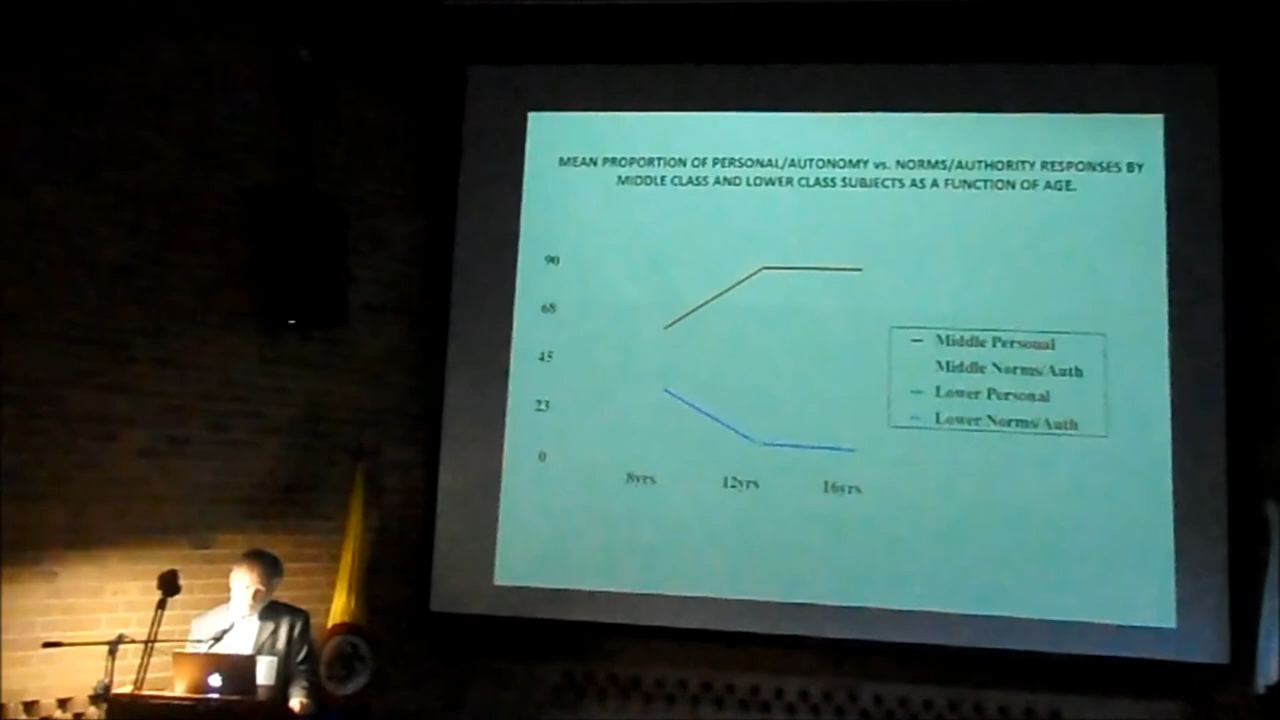 MEAN PROPORTION OF PERSONAL/AUTONOMY vs. NORMS/AUTHORITY RESPONSES BY
MIDDLE CLASS AND LOWER CLASS SUBJECTS AS A FUNCTION OF AGE.
90
68
45
23
0
8yrs
12yrs
16yrs
Middle Personal
Middle Norms/Auth
Lower Personal
Lower Norms/Auth